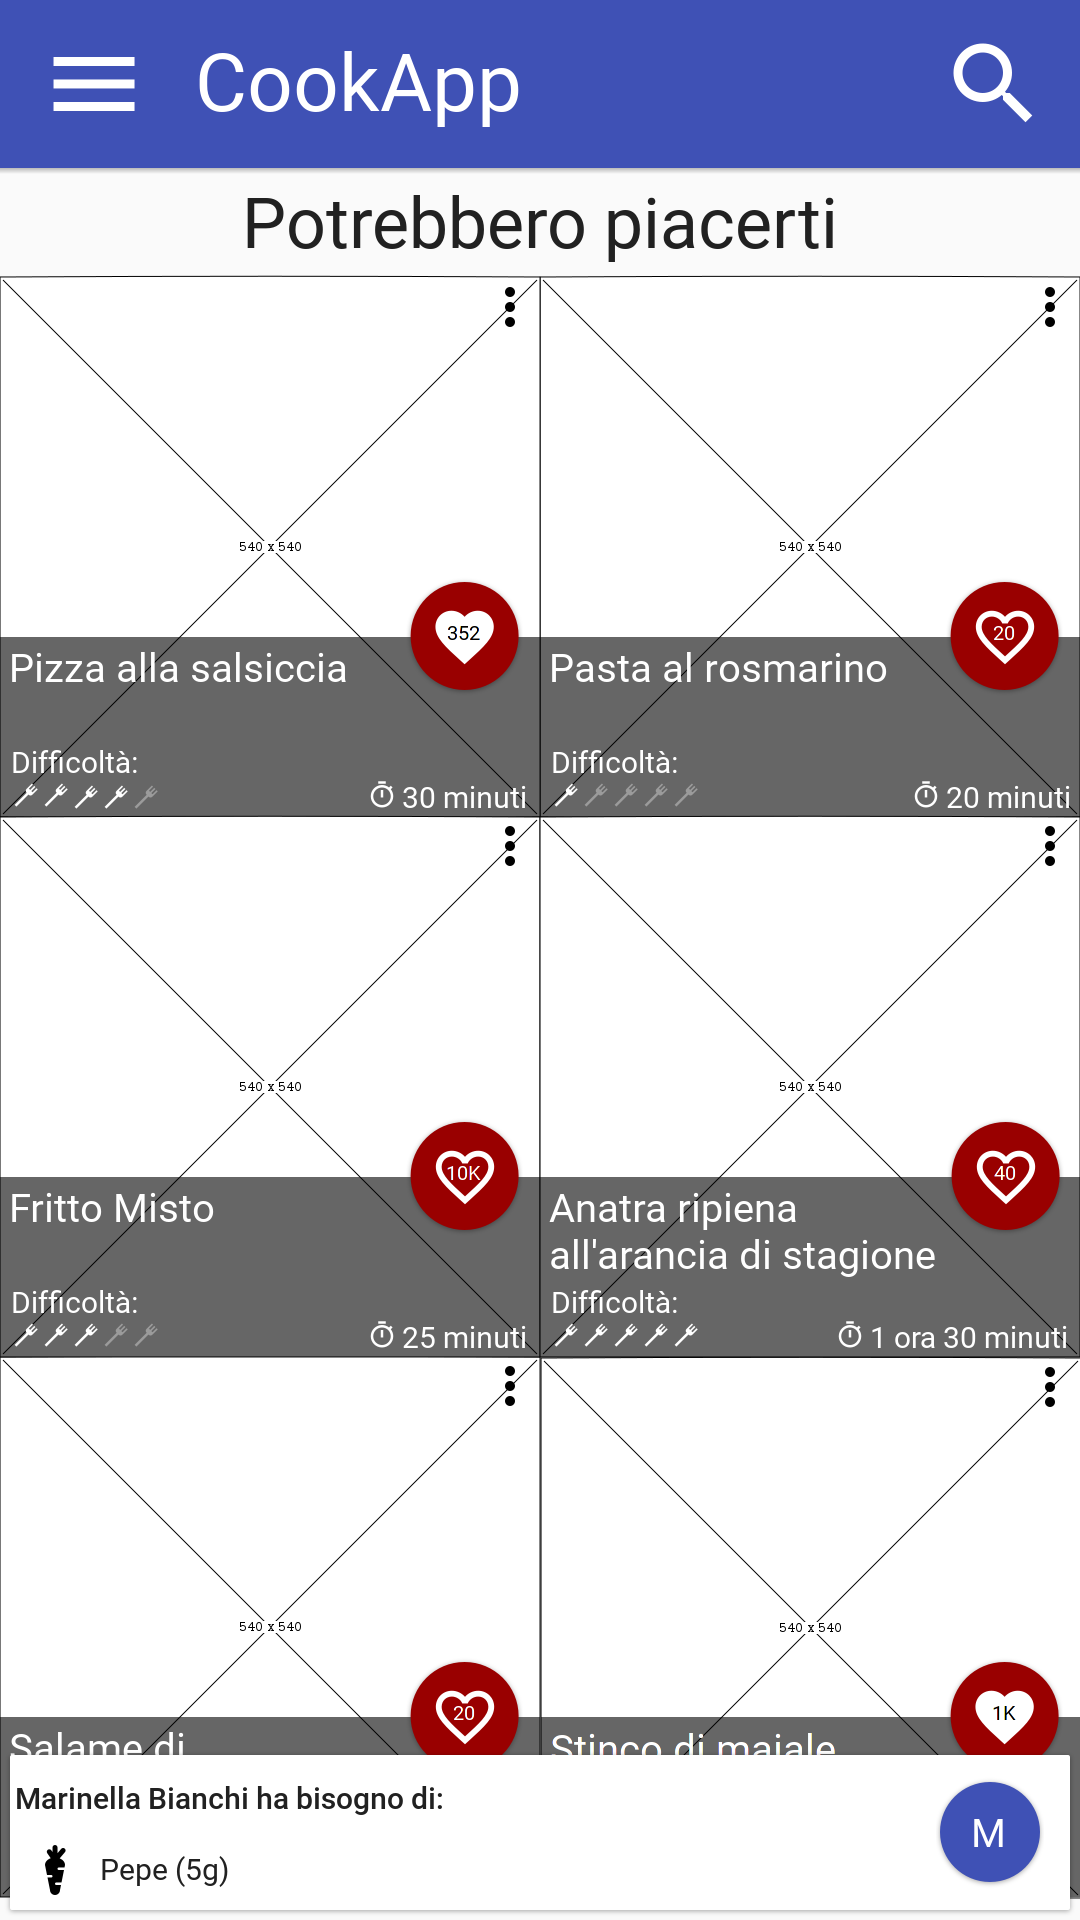 CookApp
Potrebbero piacerti
540 x 540
540 x 540
352
20
Pizza alla salsiccia
Pasta al rosmarino
Difficoltà:
30 minuti
Difficoltà:
20 minuti
540 x 540
540 x 540
10K
40
Fritto Misto
Anatra ripiena
all'arancia di stagione
Difficoltà:
25 minuti
Difficoltà:
1 ora 30 minuti
540 x 540
540 x 540
20
1K
Salame di
Stinco di maiale
Marinella Bianchi ha bisogno di:
M
Pepe (5g)